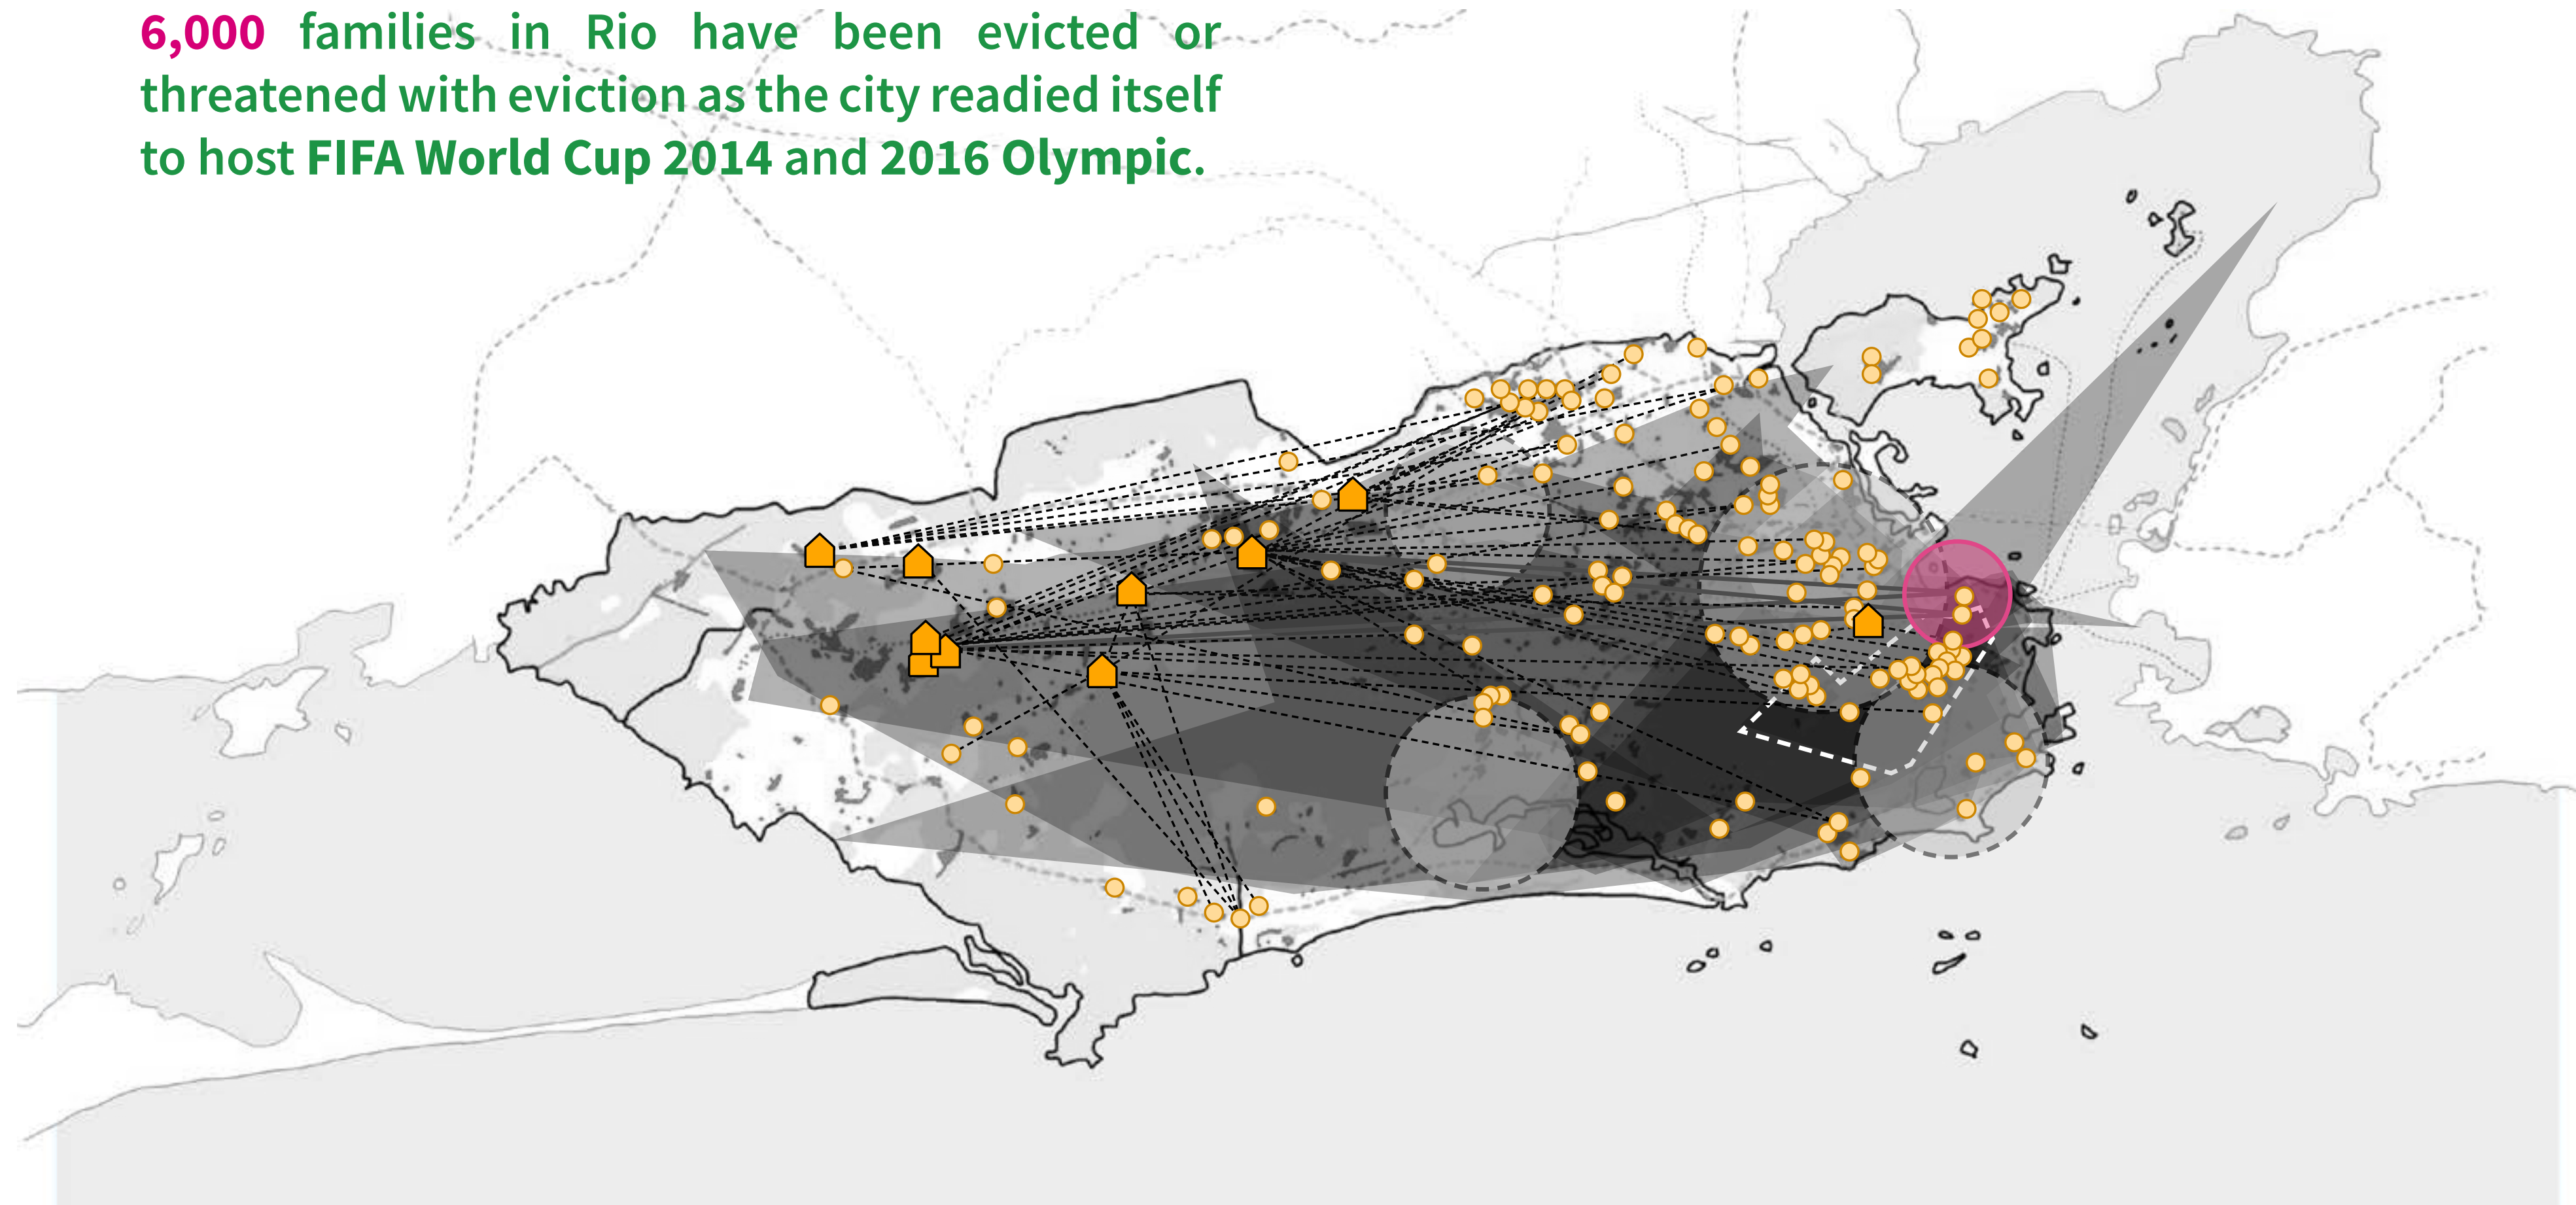 6,000 families in Rio have been evicted or
threatened with eviction as the city readied itself
to host FIFA World Cup 2014 and 2016 Olympic.